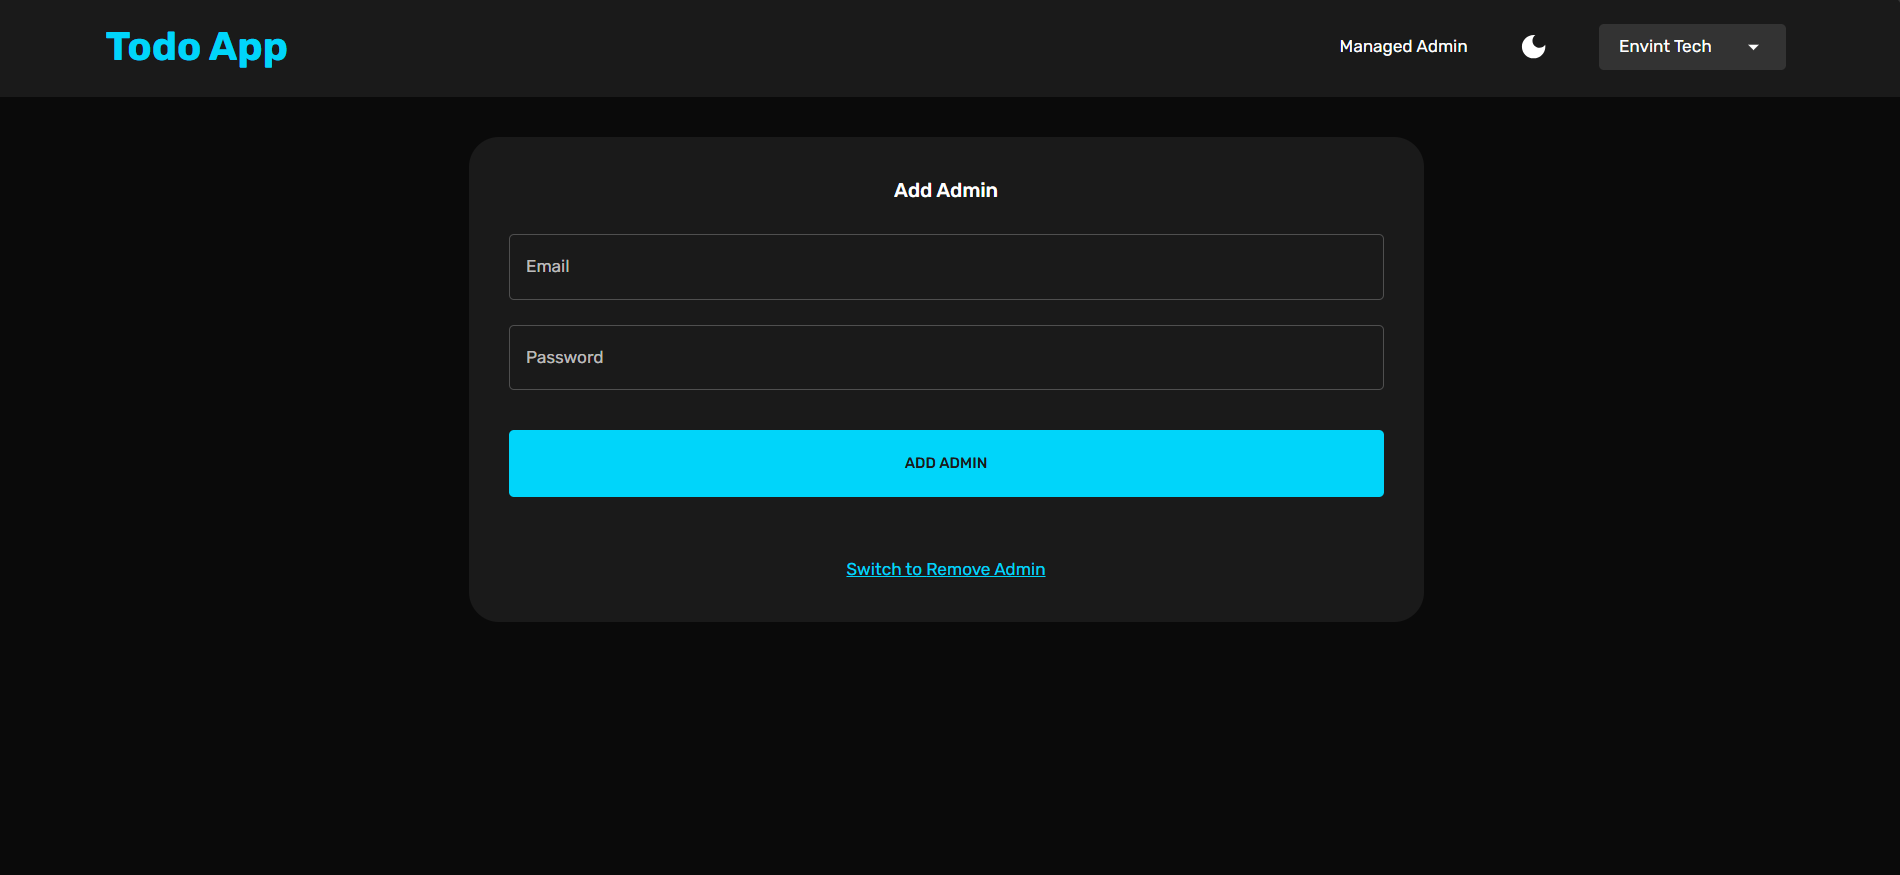 Todo App
Managed Admin
Envint Tech
Add Admin
Email
Password
ADD ADMIN
Switch to Remove Admin